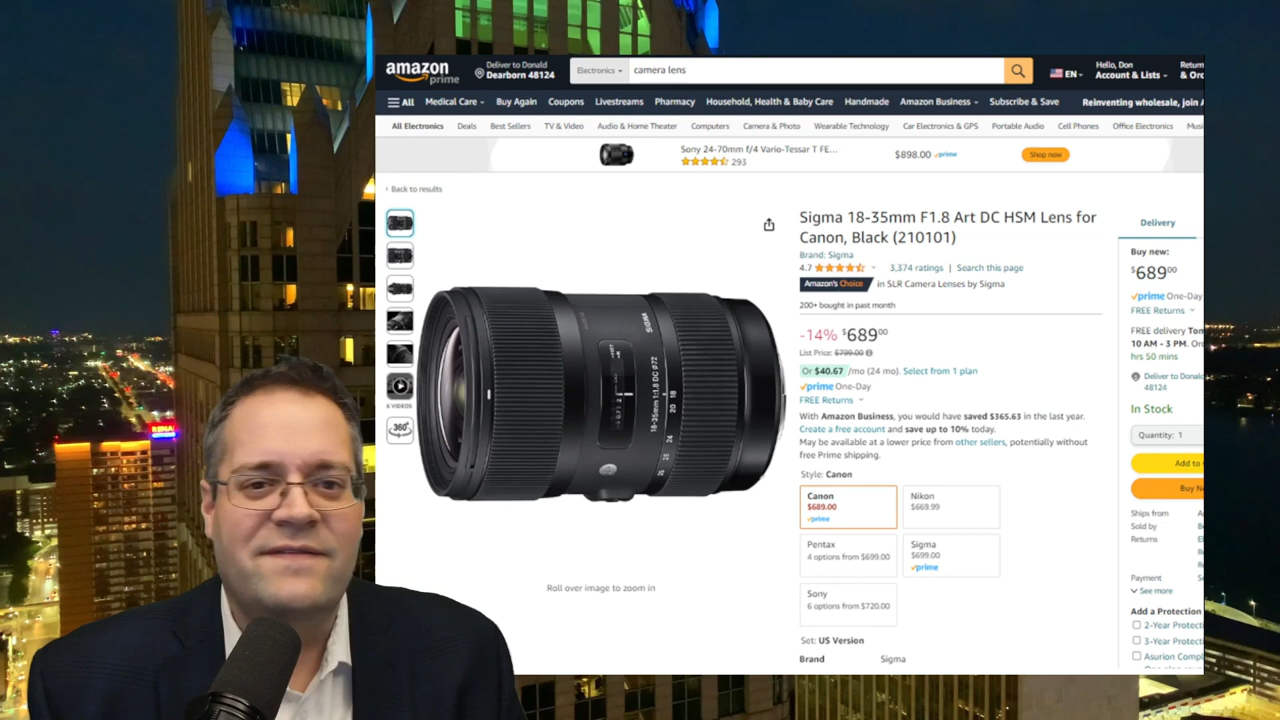 amazon
prime
Deliver to Donald
Dearborn 48124
Electronics
camera lens
EN
Hello, Don
Account & Lists
Return
& Orc
All
Medical Care
Buy Again
Coupons
Livestreams
Pharmacy
Household, Health & Baby Care
Handmade
Amazon Business
Subscribe & Save
Reinventing wholesale, join A
All Electronics
Deals
Best Sellers
TV & Video
Audio & Home Theater
Computers
Camera & Photo
Wearable Technology
Car Electronics & GPS
Portable Audio
Cell Phones
Office Electronics
Musi
Sony 24-70mm f/4 Vario-Tessar T FE...
293
$898.00 prime
Shop now
‹ Back to results
6 VIDEOS
360°
SIGMA
18-35mm 1:1.8 DC ø72
Roll over image to zoom in
Sigma 18-35mm F1.8 Art DC HSM Lens for
Canon, Black (210101)
Brand: Sigma
4.7
3,374 ratings | Search this page
Amazon's Choice in SLR Camera Lenses by Sigma
200+ bought in past month
-14% $689 00
List Price: $799.00
Or $40.67 /mo (24 mo). Select from 1 plan
prime One-Day
FREE Returns
With Amazon Business, you would have saved $365.63 in the last year.
Create a free account and save up to 10% today.
May be available at a lower price from other sellers, potentially without
free Prime shipping.
Style: Canon
Canon
$689.00
prime
Nikon
$669.99
Pentax
4 options from $699.00
Sigma
$699.00
prime
Sony
6 options from $720.00
Set: US Version
Brand
Sigma
Delivery
Buy new:
$689 00
prime One-Day
FREE Returns
FREE delivery Tom
10 AM - 3 PM. Or
hrs 50 mins
Deliver to Donald
48124
In Stock
Quantity: 1
Add to
Buy N
Ships from
Sold by
Returns
Payment
See more
Add a Protection
2-Year Protect
3-Year Protect
Asurion Compl